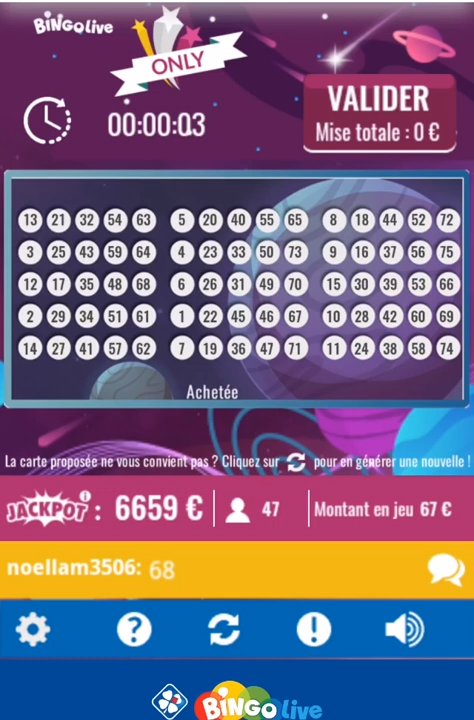 BINGO live
ONLY
00:00:03
VALIDER
Mise totale : 0 €
13 21 32 54 63 5 20 40 55 65 8 18 44 52 72
3 25 43 59 64 4 23 33 50 73 9 16 37 56 75
12 17 35 48 68 6 26 31 49 70 15 30 39 53 66
2 29 34 51 61 1 22 45 46 67 10 28 42 60 69
14 27 41 57 62 7 19 36 47 71 11 24 38 58 74
Achetée
La carte proposée ne vous convient pas ? Cliquez sur pour en générer une nouvelle !
JACKPOT i : 6659 € 47 Montant en jeu 67 €
noellam3506: 68
BINGO live